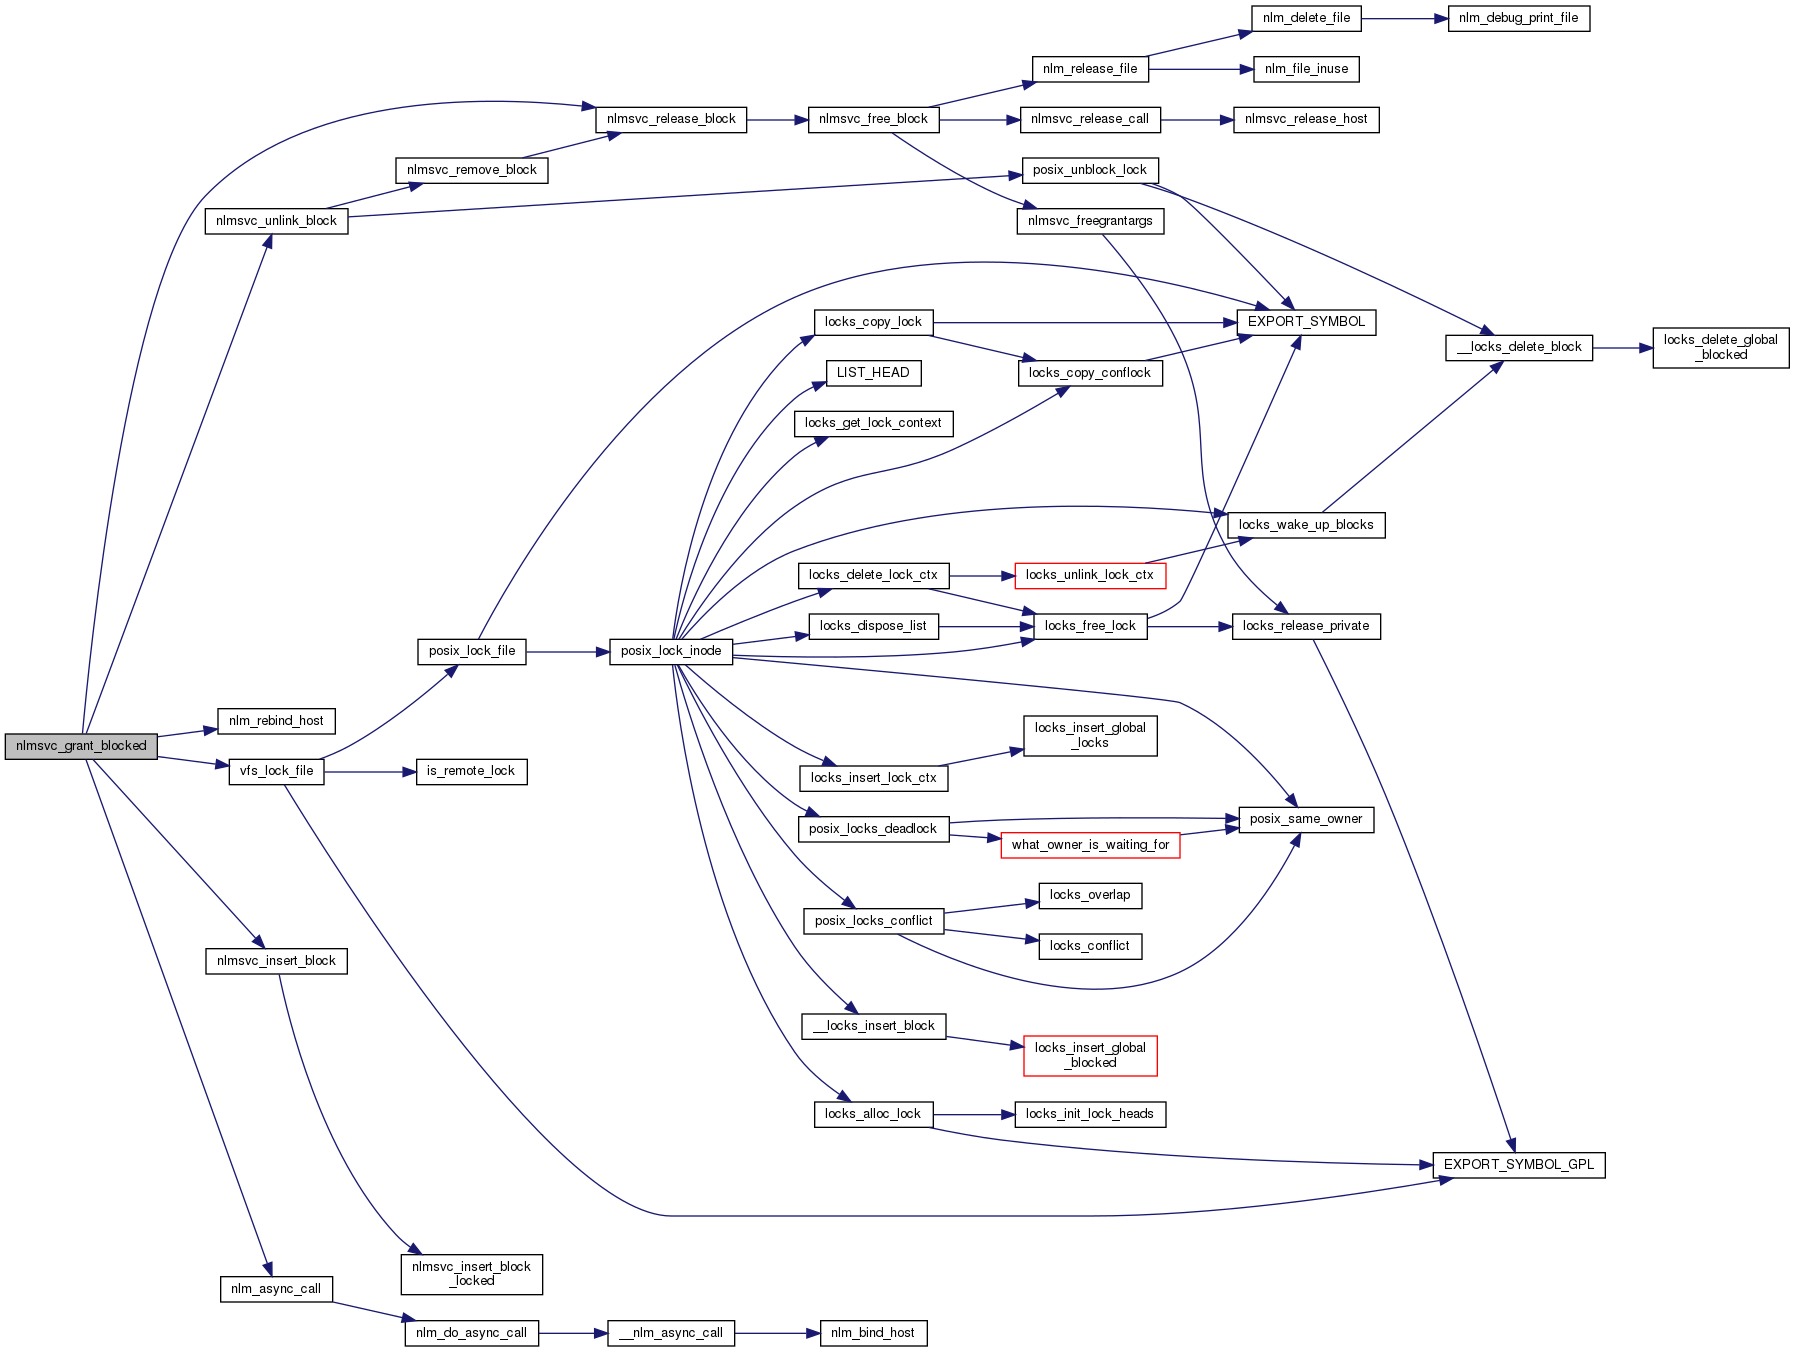 nlm_delete_file
nlm_debug_print_file
nlm_release_file
nlm_file_inuse
nlmsvc_release_block
nlmsvc_free_block
nlmsvc_release_call
nlmsvc_release_host
nlmsvc_remove_block
posix_unblock_lock
nlmsvc_unlink_block
nlmsvc_freegrantargs
locks_copy_lock
EXPORT_SYMBOL
__locks_delete_block
locks_delete_global
_blocked
LIST_HEAD
locks_copy_conflock
locks_get_lock_context
locks_wake_up_blocks
locks_delete_lock_ctx
locks_unlink_lock_ctx
locks_dispose_list
locks_free_lock
locks_release_private
posix_lock_file
posix_lock_inode
nlm_rebind_host
locks_insert_global
_locks
nlmsvc_grant_blocked
vfs_lock_file
is_remote_lock
locks_insert_lock_ctx
posix_locks_deadlock
what_owner_is_waiting_for
posix_same_owner
locks_overlap
posix_locks_conflict
locks_conflict
nlmsvc_insert_block
__locks_insert_block
locks_insert_global
_blocked
locks_alloc_lock
locks_init_lock_heads
EXPORT_SYMBOL_GPL
nlmsvc_insert_block
_locked
nlm_async_call
nlm_do_async_call
__nlm_async_call
nlm_bind_host